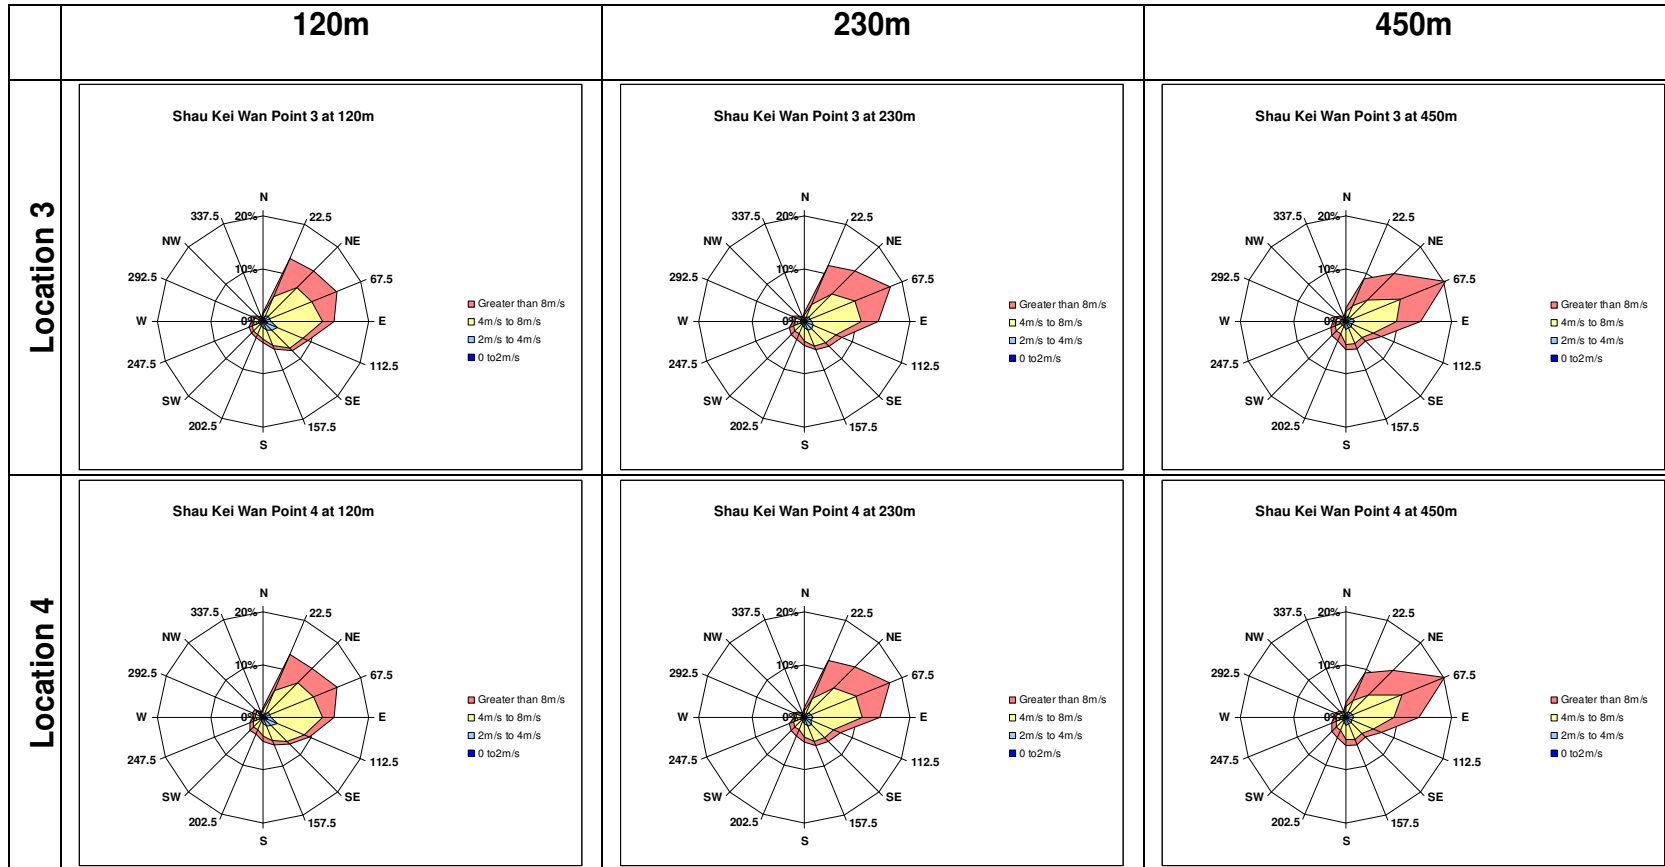 120m 230m 450m
Location 3
Shau Kei Wan Point 3 at 120m
N
337.5 20% 22.5
NW NE
292.5 10% 67.5
W 0% E
247.5 112.5
SW SE
202.5 157.5
S
Greater than 8m/s
4m/s to 8m/s
2m/s to 4m/s
0 to2m/s
Shau Kei Wan Point 3 at 230m
N
337.5 20% 22.5
NW NE
292.5 10% 67.5
W 0% E
247.5 112.5
SW SE
202.5 157.5
S
Greater than 8m/s
4m/s to 8m/s
2m/s to 4m/s
0 to2m/s
Shau Kei Wan Point 3 at 450m
N
337.5 20% 22.5
NW NE
292.5 10% 67.5
W 0% E
247.5 112.5
SW SE
202.5 157.5
S
Greater than 8m/s
4m/s to 8m/s
2m/s to 4m/s
0 to2m/s
Location 4
Shau Kei Wan Point 4 at 120m
N
337.5 20% 22.5
NW NE
292.5 10% 67.5
W 0% E
247.5 112.5
SW SE
202.5 157.5
S
Greater than 8m/s
4m/s to 8m/s
2m/s to 4m/s
0 to2m/s
Shau Kei Wan Point 4 at 230m
N
337.5 20% 22.5
NW NE
292.5 10% 67.5
W 0% E
247.5 112.5
SW SE
202.5 157.5
S
Greater than 8m/s
4m/s to 8m/s
2m/s to 4m/s
0 to2m/s
Shau Kei Wan Point 4 at 450m
N
337.5 20% 22.5
NW NE
292.5 10% 67.5
W 0% E
247.5 112.5
SW SE
202.5 157.5
S
Greater than 8m/s
4m/s to 8m/s
2m/s to 4m/s
0 to2m/s